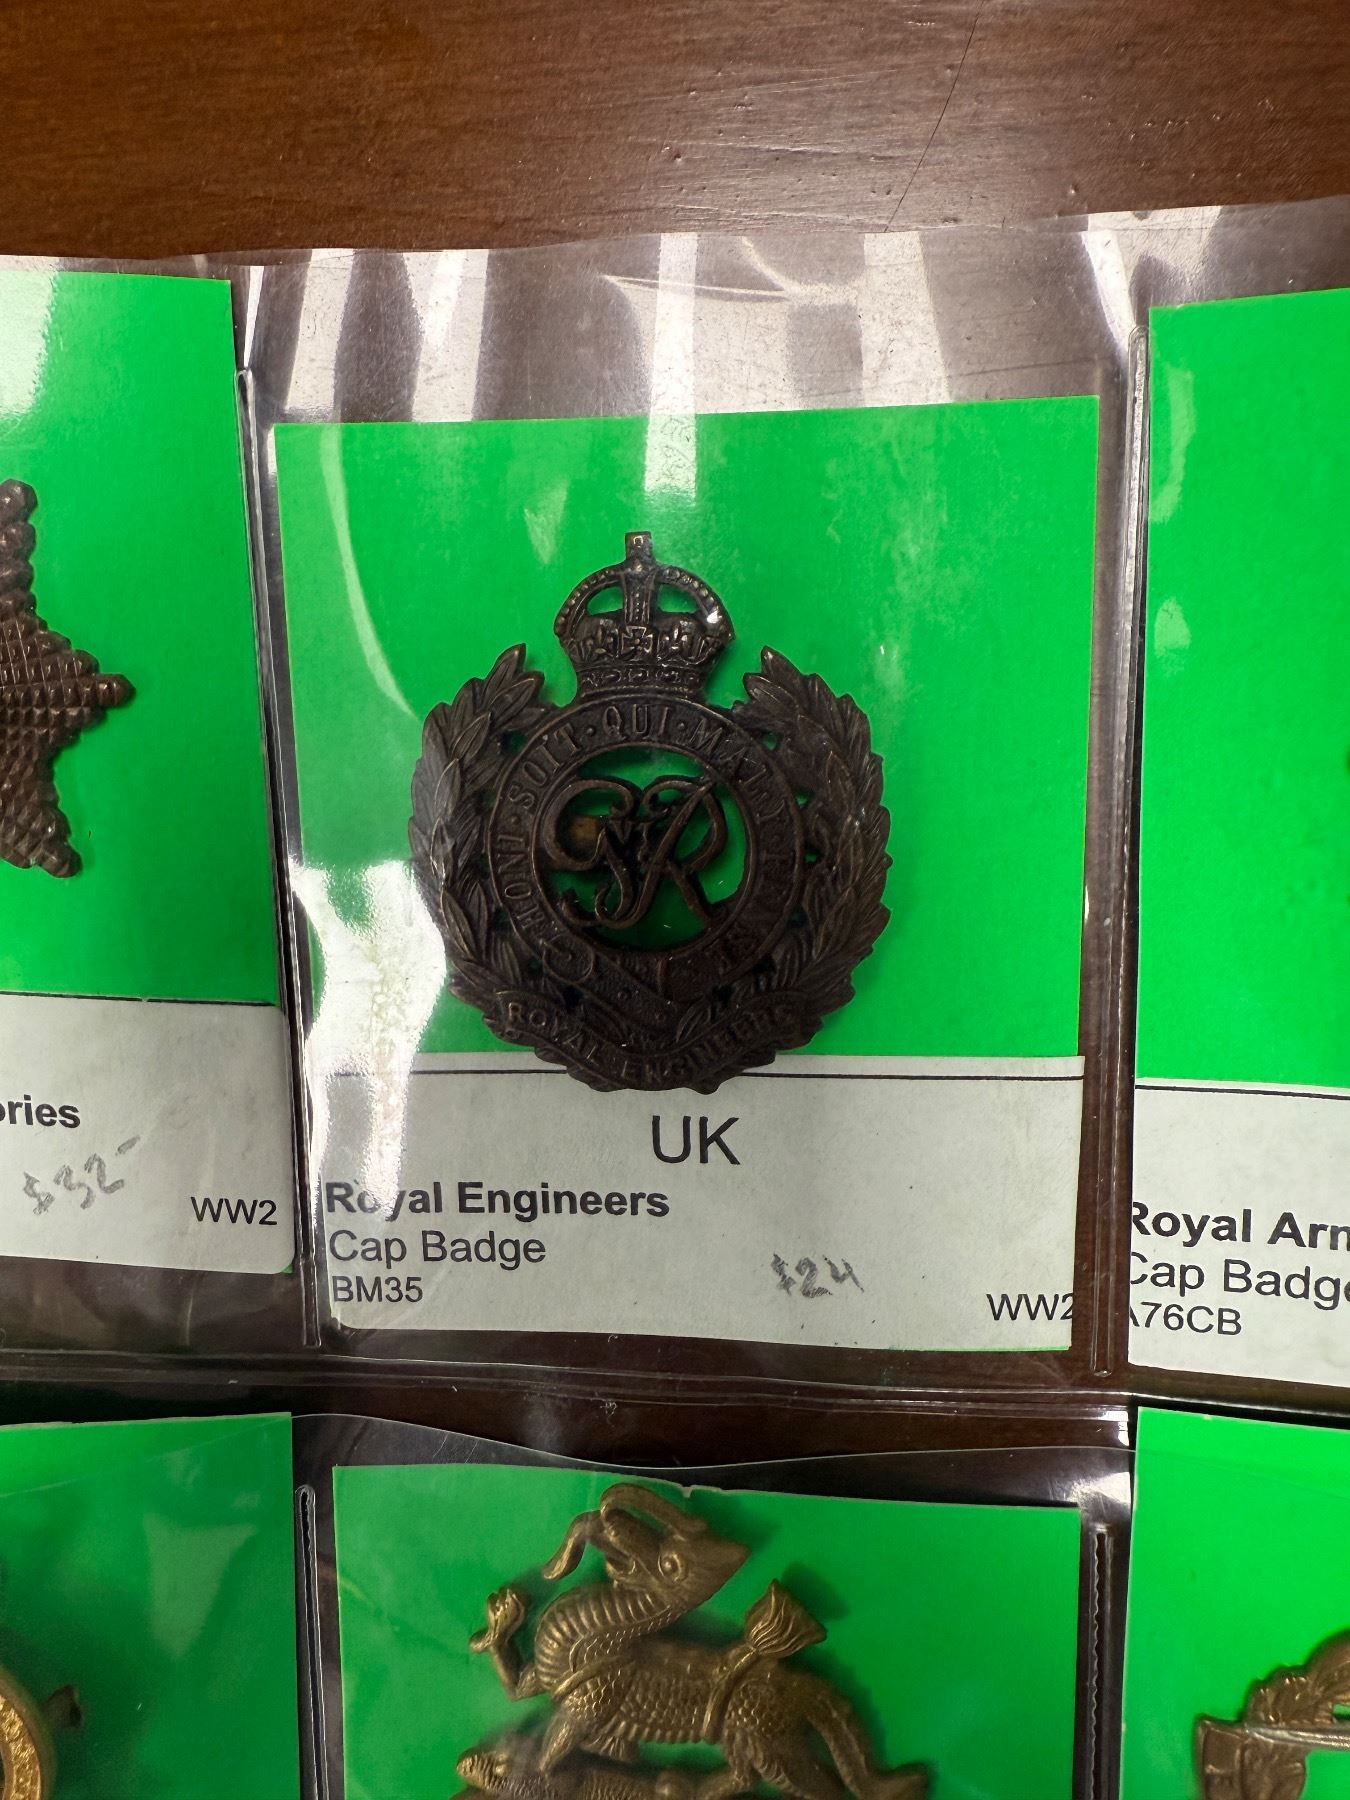 HONI · SOIT · QUI · MAL · Y · PENSE
GRVI
ROYAL ENGINEERS
ories
$32-
WW2
UK
Royal Engineers
Cap Badge
BM35
$24
WW2
Royal Arm
Cap Badge
A76CB